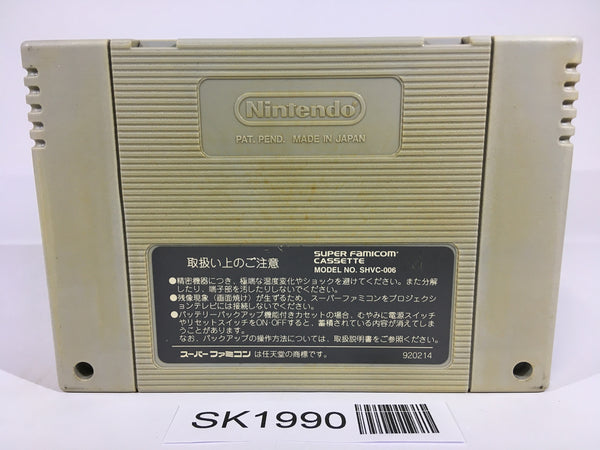 Nintendo
PAT. PEND. MADE IN JAPAN
取扱い上のご注意
SUPER FAMICOM
CASSETTE
MODEL NO. SHVC-006
●精密機器につき、極端な温度変化やショックを避けてください。また分解
したり、端子部を汚したりしないでください。
●残像現象（画面焼け）が生ずるため、スーパーファミコンをプロジェクシ
ョンテレビには接続しないでください。
●バッテリーバックアップ機能付きカセットの場合、むやみに電源スイッチ
やリセットスイッチをON・OFFすると、蓄積されている内容が消えてしま
うことがあります。
なお、バックアップの操作方法については、取扱説明書をご参照ください。
スーパーファミコン は任天堂の商標です。
920214
SK1990